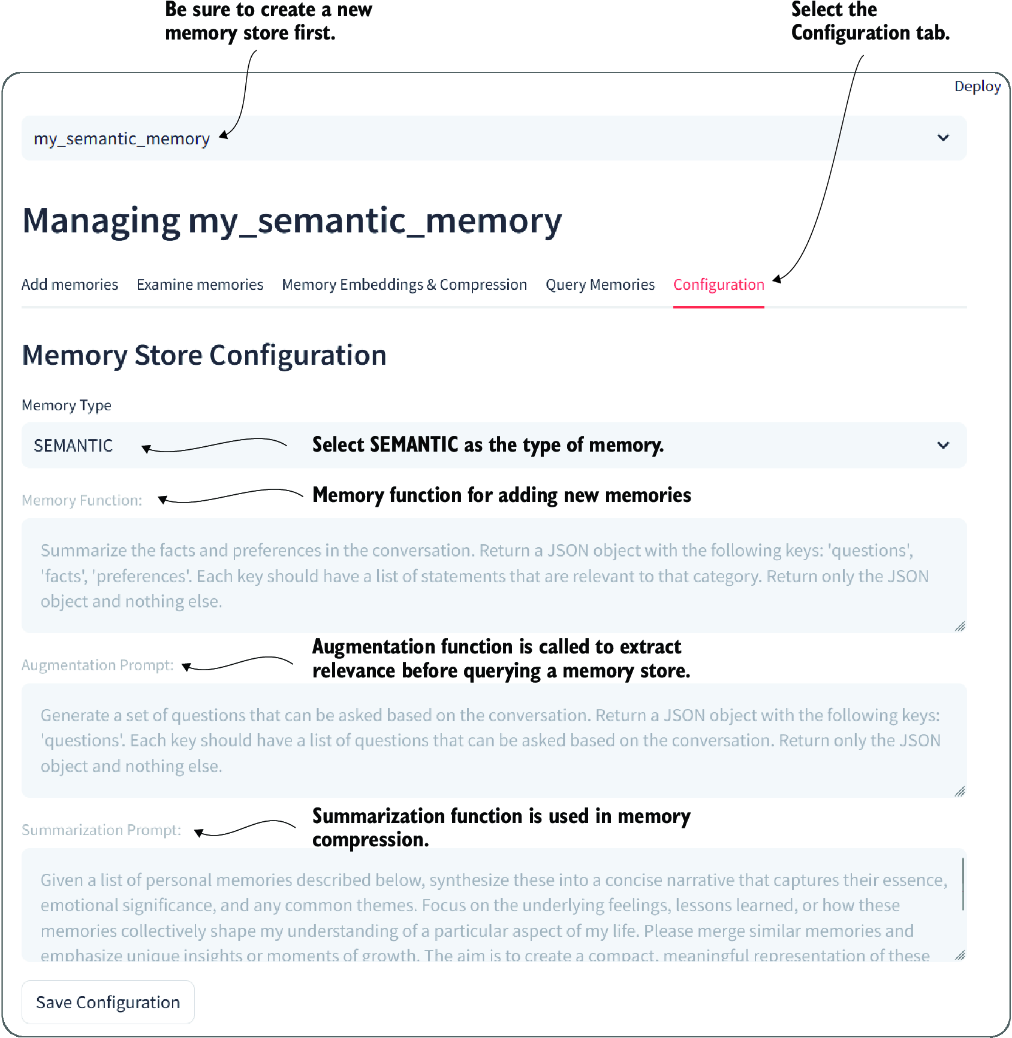 Be sure to create a new
memory store first.
Select the
Configuration tab.
Deploy
my_semantic_memory
Managing my_semantic_memory
Add memories Examine memories Memory Embeddings & Compression Query Memories Configuration
Memory Store Configuration
Memory Type
SEMANTIC
Select SEMANTIC as the type of memory.
Memory Function:
Memory function for adding new memories
Summarize the facts and preferences in the conversation. Return a JSON object with the following keys: 'questions',
'facts', 'preferences'. Each key should have a list of statements that are relevant to that category. Return only the JSON
object and nothing else.
Augmentation function is called to extract
relevance before querying a memory store.
Augmentation Prompt:
Generate a set of questions that can be asked based on the conversation. Return a JSON object with the following keys:
'questions'. Each key should have a list of questions that can be asked based on the conversation. Return only the JSON
object and nothing else.
Summarization function is used in memory
compression.
Summarization Prompt:
Given a list of personal memories described below, synthesize these into a concise narrative that captures their essence,
emotional significance, and any common themes. Focus on the underlying feelings, lessons learned, or how these
memories collectively shape my understanding of a particular aspect of my life. Please merge similar memories and
emphasize unique insights or moments of growth. The aim is to create a compact, meaningful representation of these
Save Configuration